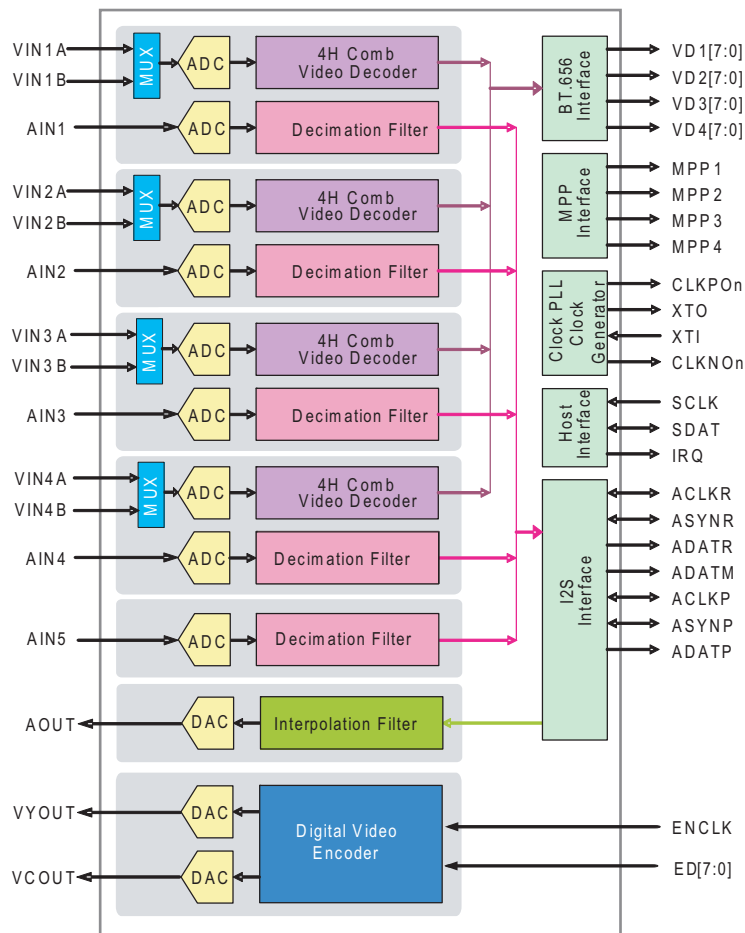 VIN1A
VIN1B
MUX
ADC
4H Comb
Video Decoder
AIN1
ADC
Decimation Filter
VIN2A
VIN2B
MUX
ADC
4H Comb
Video Decoder
AIN2
ADC
Decimation Filter
VIN3A
VIN3B
MUX
ADC
4H Comb
Video Decoder
AIN3
ADC
Decimation Filter
VIN4A
VIN4B
MUX
ADC
4H Comb
Video Decoder
AIN4
ADC
Decimation Filter
AIN5
ADC
Decimation Filter
AOUT
DAC
Interpolation Filter
VYOUT
DAC
VCOUT
DAC
Digital Video
Encoder
BT.656
Interface
VD1[7:0]
VD2[7:0]
VD3[7:0]
VD4[7:0]
MPP
Interface
MPP1
MPP2
MPP3
MPP4
Clock PLL
Clock
Generator
CLKPOn
XTO
XTI
CLKNOn
Host
Interface
SCLK
SDAT
IRQ
I2S
Interface
ACLKR
ASYNR
ADATR
ADATM
ACLKP
ASYNP
ADATP
ENCLK
ED[7:0]